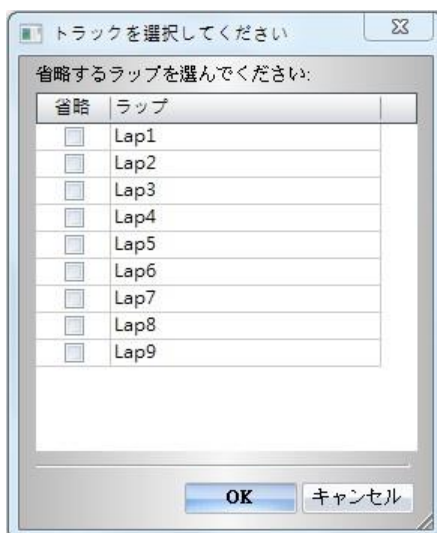 トラックを選択してください
省略するラップを選んでください:
省略 ラップ
Lap1
Lap2
Lap3
Lap4
Lap5
Lap6
Lap7
Lap8
Lap9
OK キャンセル